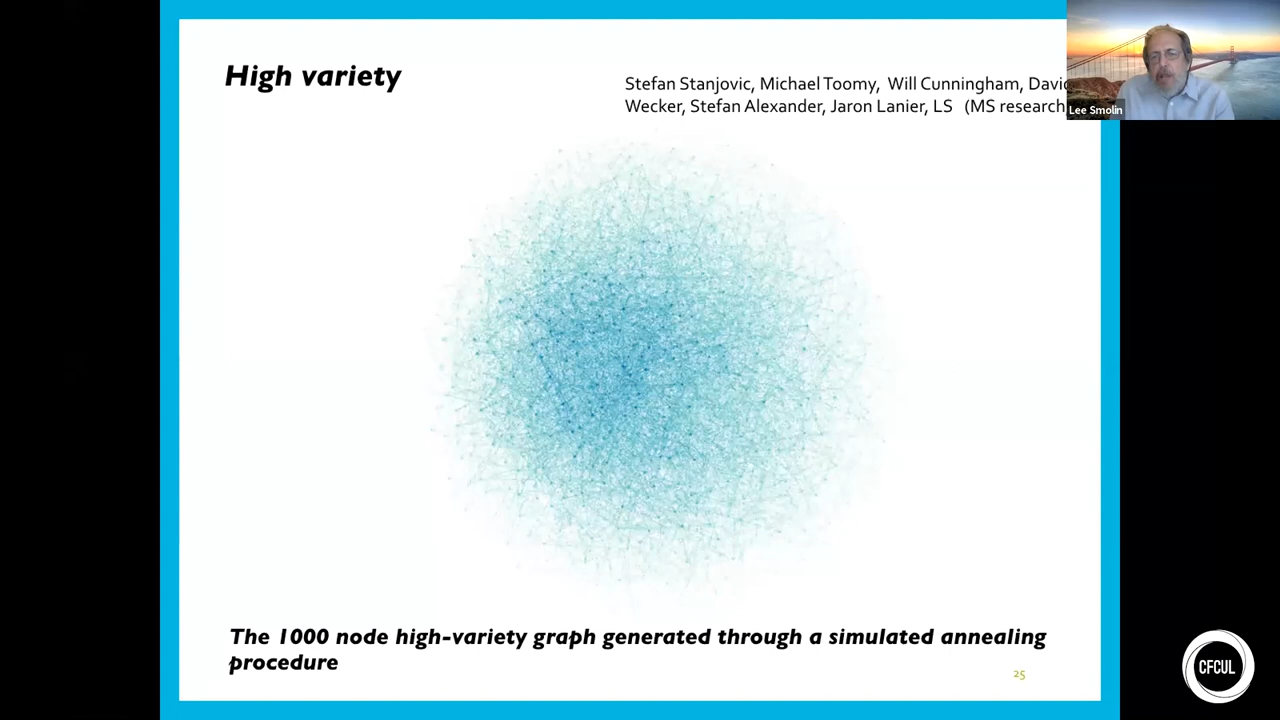 High variety
Stefan Stanjovic, Michael Toomy, Will Cunningham,
Wecker, Stefan Alexander, Jaron Lanier, LS (MS research
Lee Smolin
The 1000 node high-variety graph generated through a simulated annealing
procedure
25
CFCUL